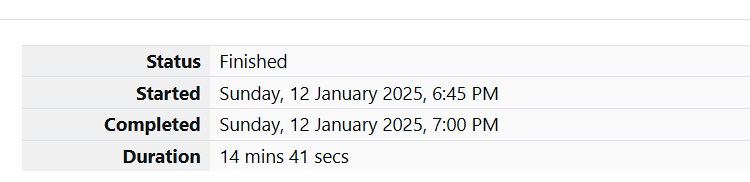 Status Finished
Started Sunday, 12 January 2025, 6:45 PM
Completed Sunday, 12 January 2025, 7:00 PM
Duration 14 mins 41 secs